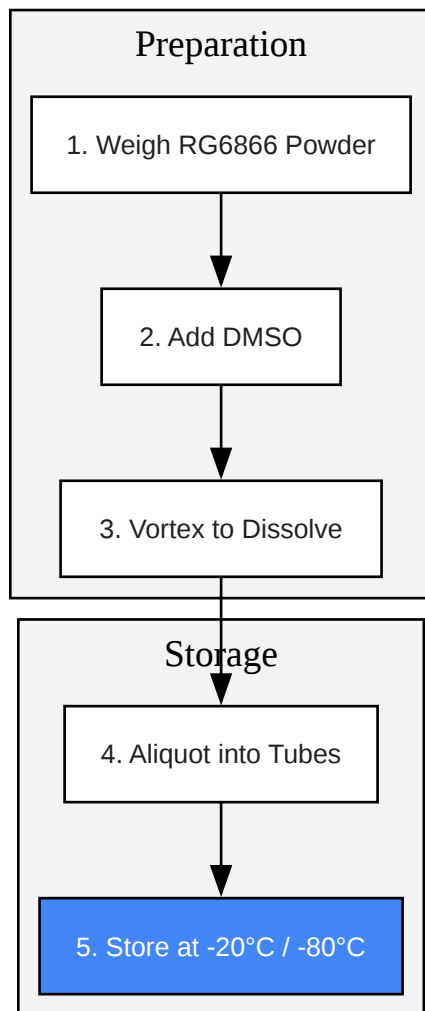 Preparation
1. Weigh RG6866 Powder
2. Add DMSO
3. Vortex to Dissolve
Storage
4. Aliquot into Tubes
5. Store at -20°C / -80°C